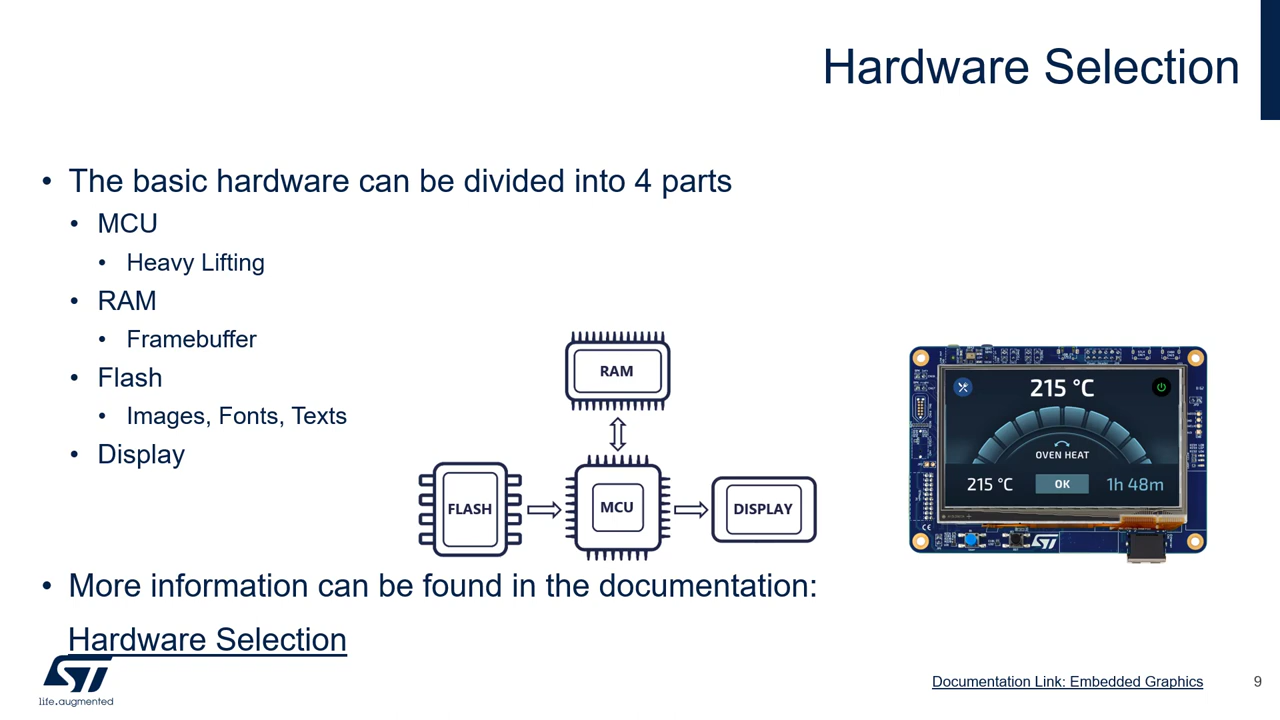 Hardware Selection
• The basic hardware can be divided into 4 parts
• MCU
• Heavy Lifting
• RAM
• Framebuffer
• Flash
• Images, Fonts, Texts
• Display
RAM
FLASH
MCU
DISPLAY
215 °C
OVEN HEAT
215 °C
OK
1h 48m
ST
• More information can be found in the documentation:
Hardware Selection
ST
life.augmented
Documentation Link: Embedded Graphics
9